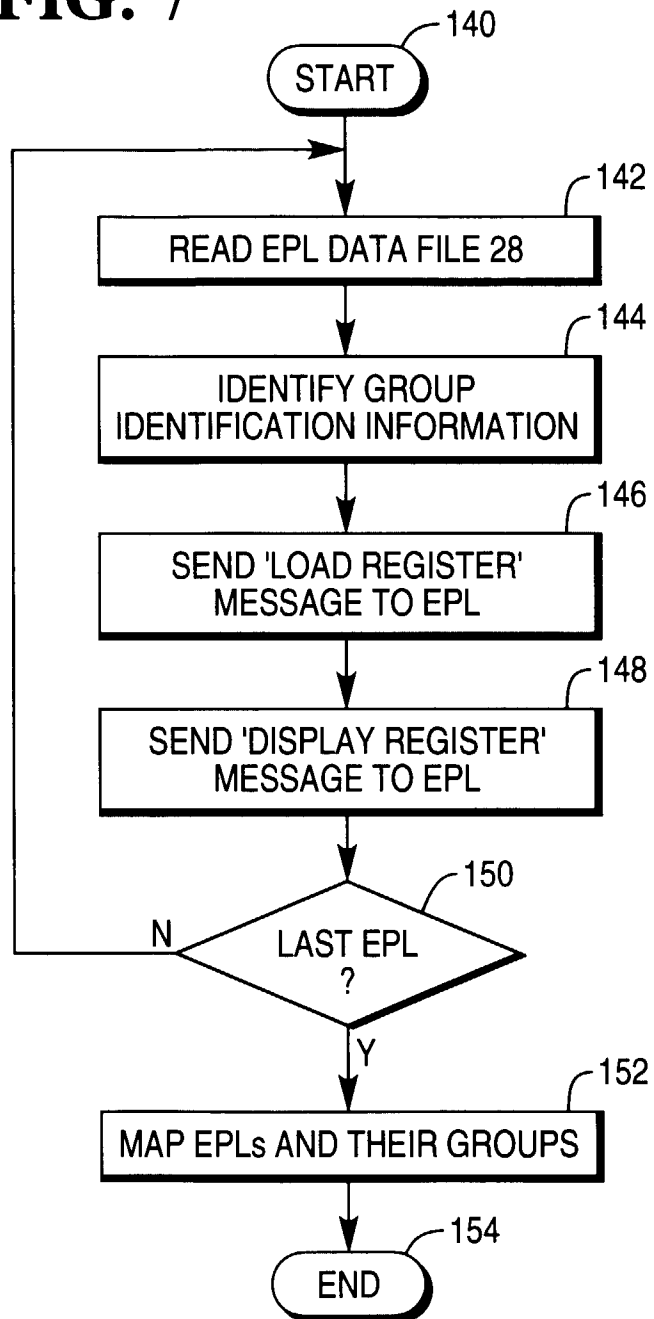 FIG. 7
140
START
142
READ EPL DATA FILE 28
144
IDENTIFY GROUP
IDENTIFICATION INFORMATION
146
SEND 'LOAD REGISTER'
MESSAGE TO EPL
148
SEND 'DISPLAY REGISTER'
MESSAGE TO EPL
150
N
LAST EPL
?
Y
152
MAP EPLs AND THEIR GROUPS
154
END